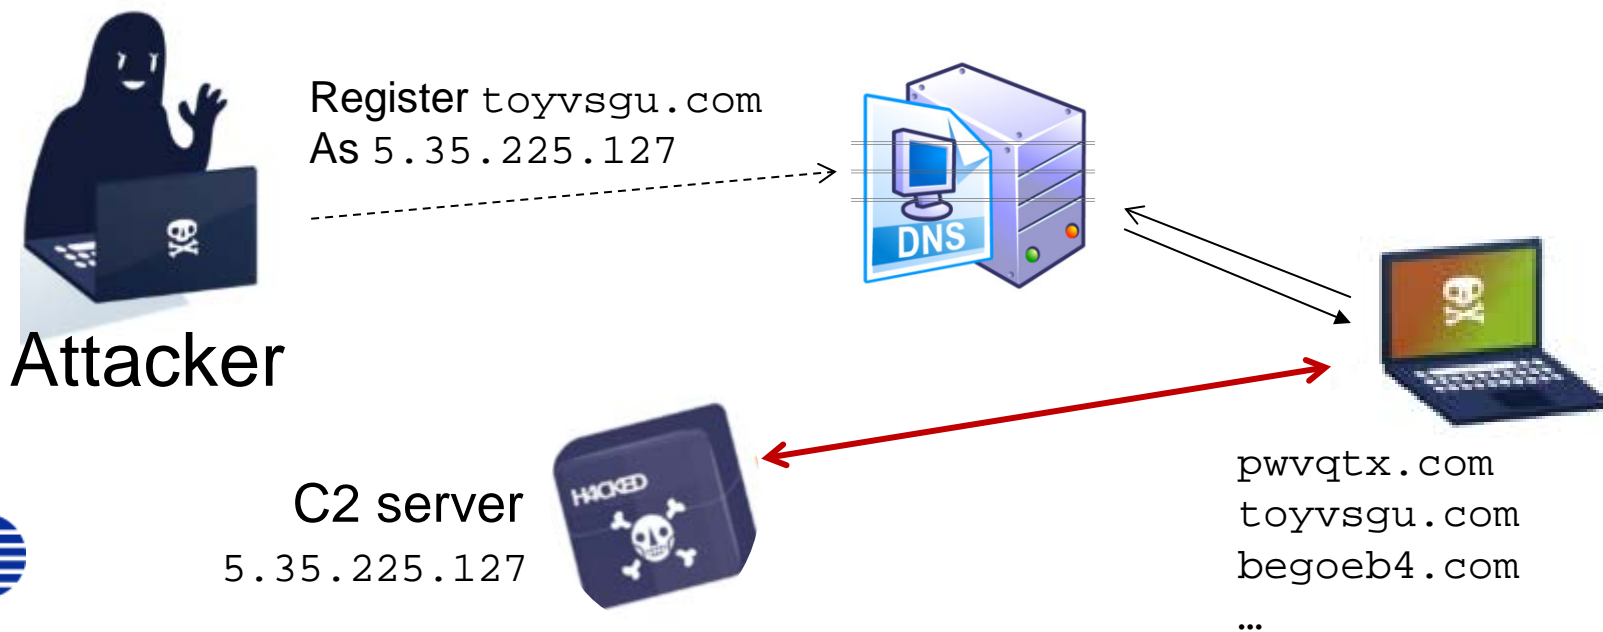 Register toyvsgu.com
As 5.35.225.127
DNS
Attacker
HACKED
C2 server
5.35.225.127
pwvqtx.com
toyvsgu.com
begoeb4.com
…